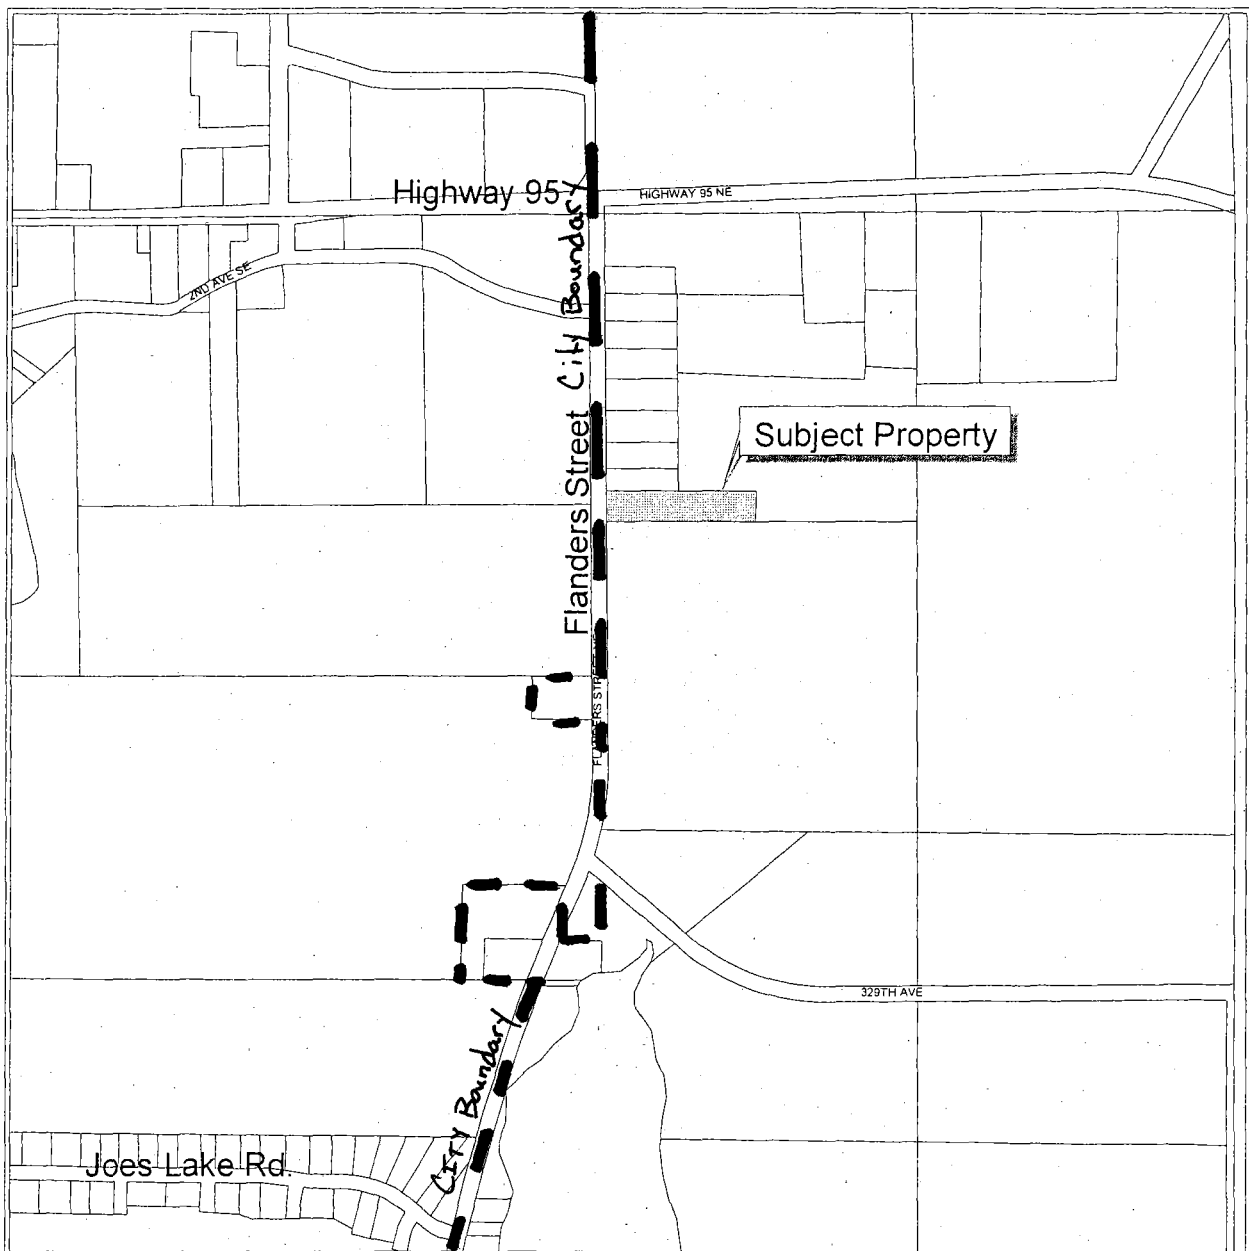 Highway 95
HIGHWAY 95 NE
City Boundary
2ND AVE SE
Flanders Street
Subject Property
FLANDERS STREET
329TH AVE
City Boundary
Joes Lake Rd.